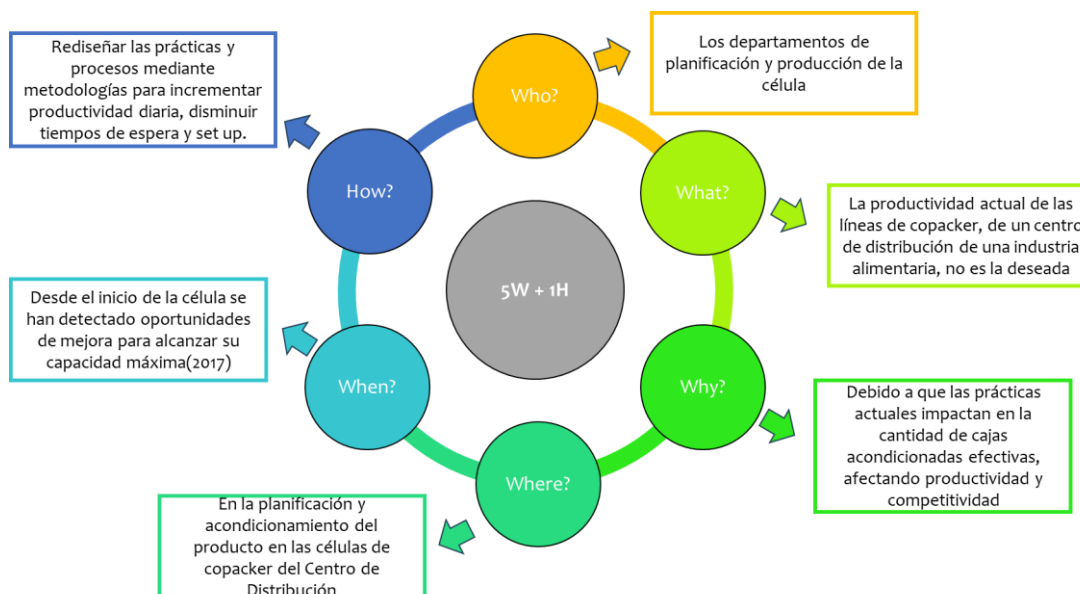 Who?
Los departamentos de
planificación y producción de la
célula
What?
La productividad actual de las
líneas de copacker, de un centro
de distribución de una industria
alimentaria, no es la deseada
Why?
Debido a que las prácticas
actuales impactan en la
cantidad de cajas
acondicionadas efectivas,
afectando productividad y
competitividad
Where?
En la planificación y
acondicionamiento del
producto en las células de
copacker del Centro de
Distribución
When?
Desde el inicio de la célula se
han detectado oportunidades
de mejora para alcanzar su
capacidad máxima(2017)
How?
Rediseñar las prácticas y
procesos mediante
metodologías para incrementar
productividad diaria, disminuir
tiempos de espera y set up.
5W + 1H